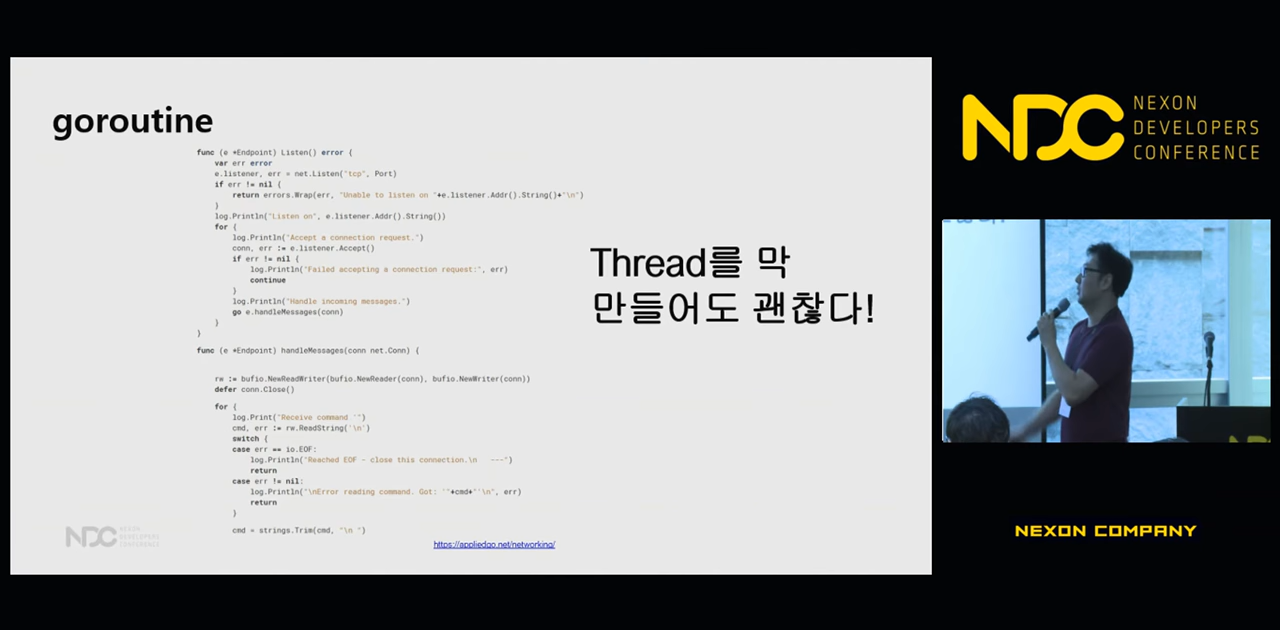 goroutine
func (e *Endpoint) Listen() error {
var err error
e.listener, err = net.Listen("tcp", Port)
if err != nil {
return errors.Wrap(err, "Unable to listen on "+e.listener.Addr().String()+"\n")
}
log.Println("Listen on", e.listener.Addr().String())
for {
log.Println("Accept a connection request.")
conn, err := e.listener.Accept()
if err != nil {
log.Println("Failed accepting a connection request:", err)
continue
}
log.Println("Handle incoming messages.")
go e.handleMessages(conn)
}
}
func (e *Endpoint) handleMessages(conn net.Conn) {
rw := bufio.NewReadWriter(bufio.NewReader(conn), bufio.NewWriter(conn))
defer conn.Close()
for {
log.Print("Receive command '")
cmd, err := rw.ReadString('\n')
switch {
case err == io.EOF:
log.Println("Reached EOF - close this connection.\n   ---")
return
case err != nil:
log.Println("\nError reading command. Got: '"+cmd+"'\n", err)
return
}
cmd = strings.Trim(cmd, "\n ")
Thread를 막
만들어도 괜찮다!
https://appliedgo.net/networking/
NDC
NEXON
DEVELOPERS
CONFERENCE
NDC
NEXON
DEVELOPERS
CONFERENCE
NEXON COMPANY